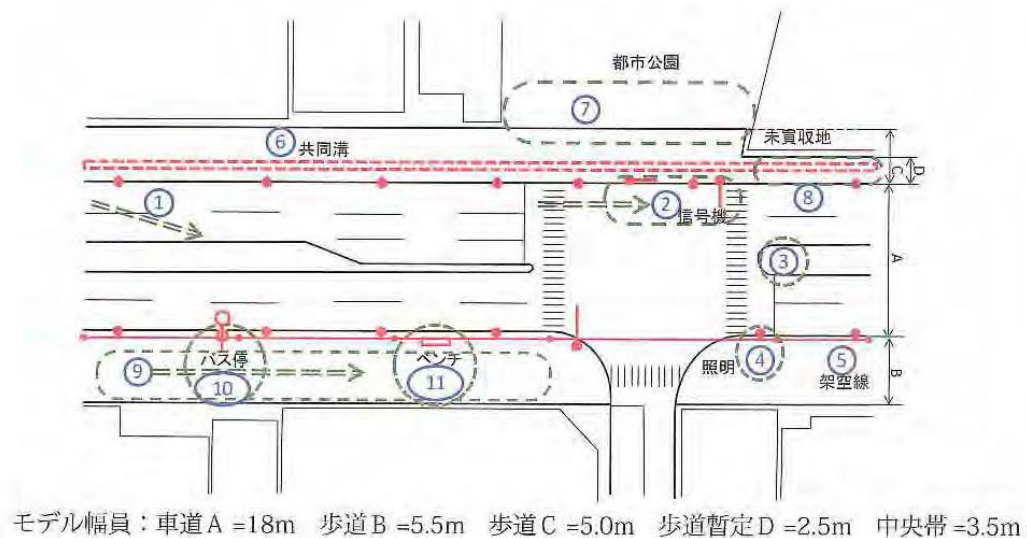 都市公園
⑦
⑥ 共同溝
未買収地
C
D
①
② 信号機
⑧
③
A
バス停
ベンチ
照明
④
⑤
架空線
⑨
⑩
⑪
B
モデル幅員：車道A =18m 歩道B =5.5m 歩道C =5.0m 歩道暫定D =2.5m 中央帯 =3.5m